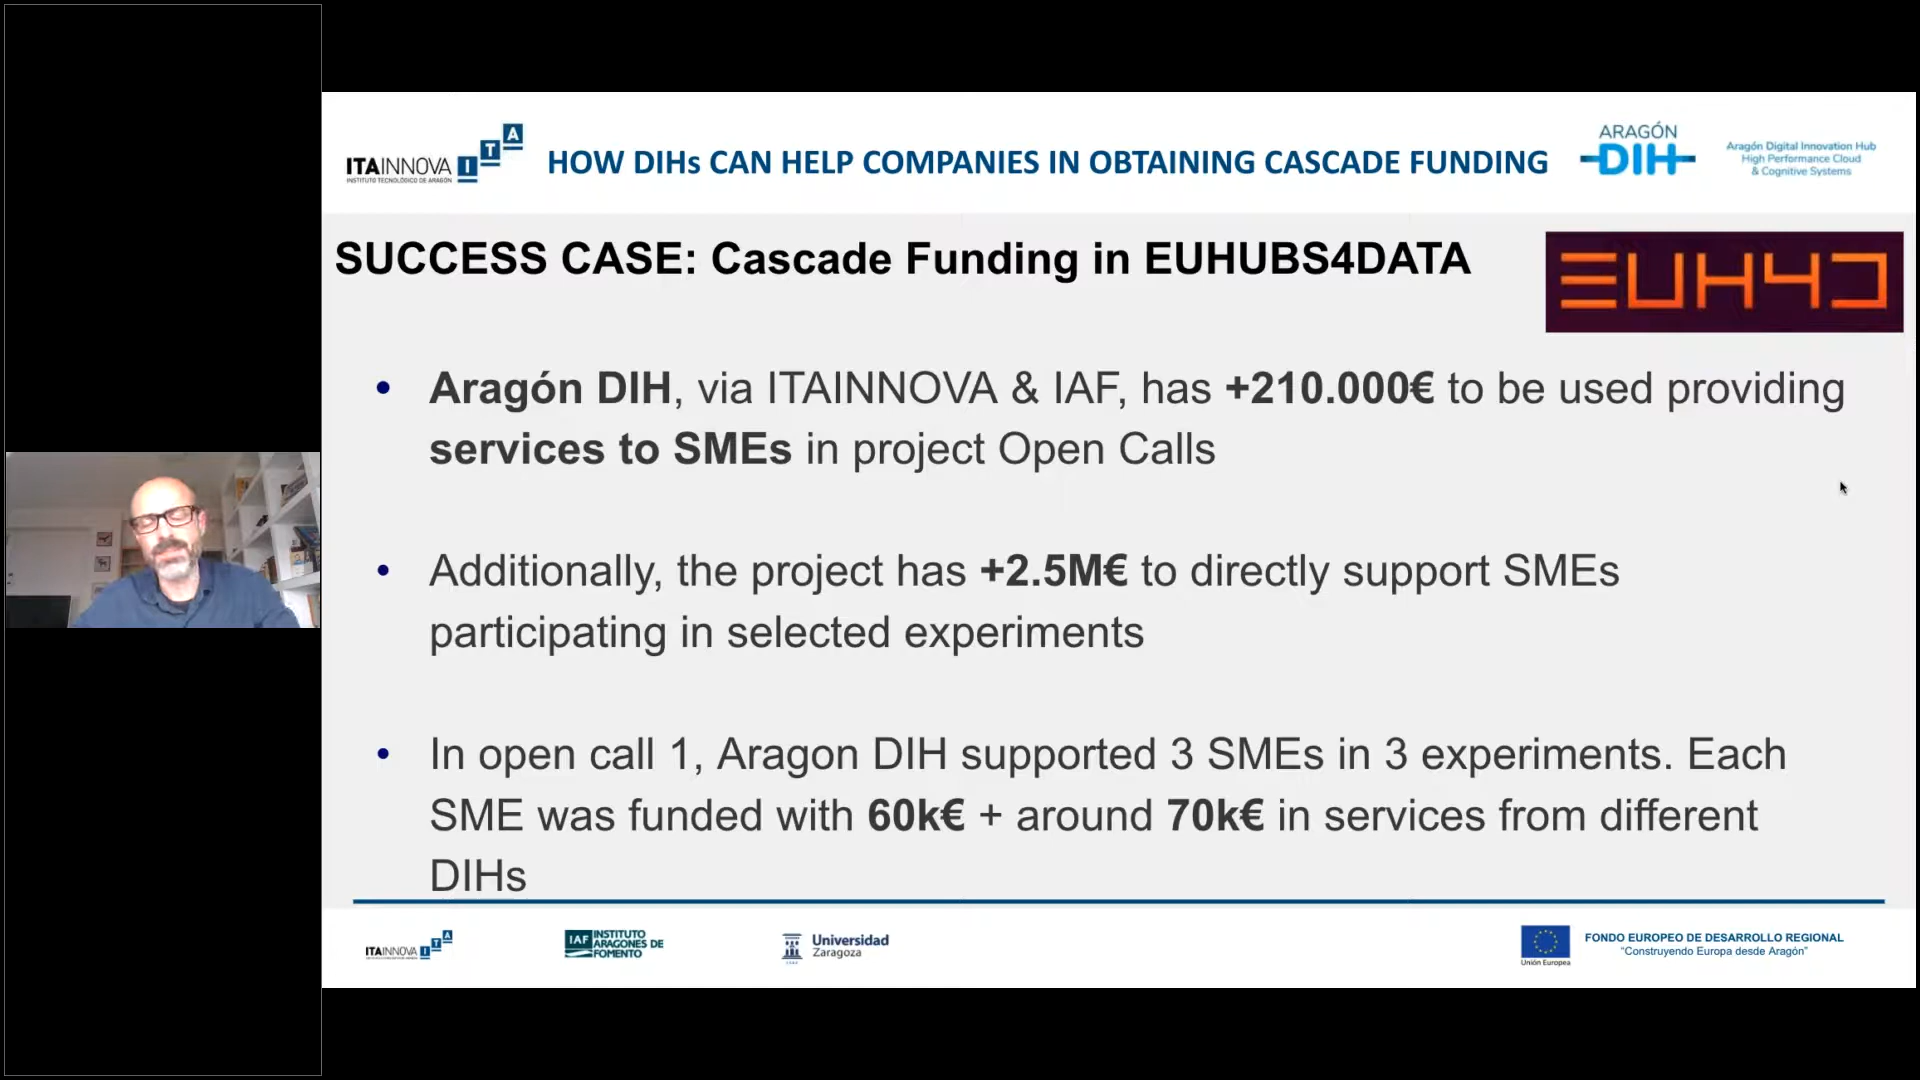 ITAINNOVA I T A
INSTITUTO TECNOLÓGICO DE ARAGÓN
HOW DIHs CAN HELP COMPANIES IN OBTAINING CASCADE FUNDING
ARAGÓN
DIH
Aragón Digital Innovation Hub
High Performance Cloud
& Cognitive Systems
SUCCESS CASE: Cascade Funding in EUHUBS4DATA
EUH4D
• Aragón DIH, via ITAINNOVA & IAF, has +210.000€ to be used providing
services to SMEs in project Open Calls
• Additionally, the project has +2.5M€ to directly support SMEs
participating in selected experiments
• In open call 1, Aragon DIH supported 3 SMEs in 3 experiments. Each
SME was funded with 60k€ + around 70k€ in services from different
DIHs
ITAINNOVA I T A
IAF INSTITUTO
ARAGONES DE
FOMENTO
Universidad
Zaragoza
Unión Europea
FONDO EUROPEO DE DESARROLLO REGIONAL
“Construyendo Europa desde Aragón”